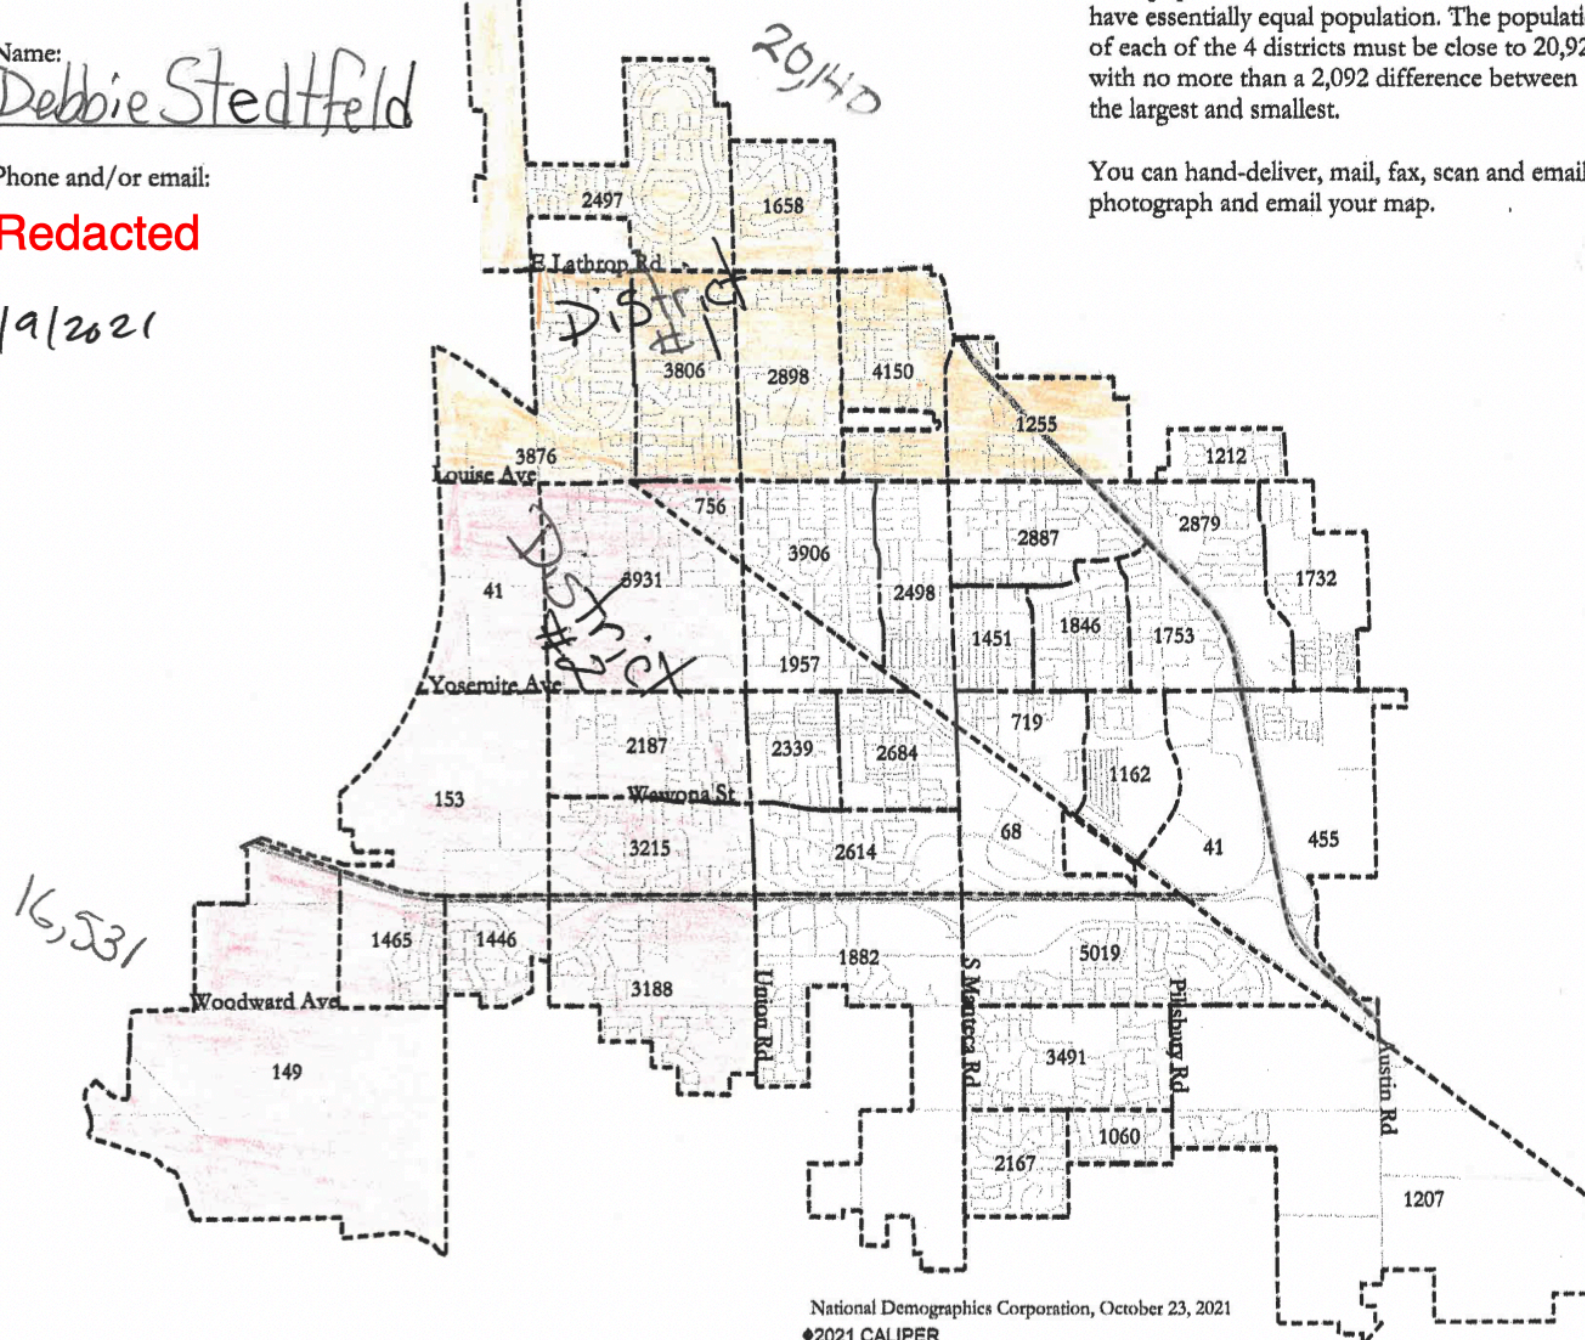 Name:
Debbie Stedtfeld
Phone and/or email:
Redacted
/9/2021
20,140
have essentially equal population. The populati
of each of the 4 districts must be close to 20,92
with no more than a 2,092 difference between
the largest and smallest.
You can hand-deliver, mail, fax, scan and email
photograph and email your map.
2497
1658
E Lathrop Rd
District
#1
3806
2898
4150
1255
3876
Louise Ave
1212
756
3906
2887
2879
District
#2
41
3931
2498
1732
1451
1846
1753
1957
Yosemite Ave
719
2187
2339
2684
1162
153
Wawona St
3215
2614
68
41
455
16,531
1465
1446
3188
1882
5019
Woodward Ave
Union Rd
S Manteca Rd
Pillsbury Rd
149
3491
Austin Rd
1060
2167
1207
National Demographics Corporation, October 23, 2021
♦2021 CALIPER